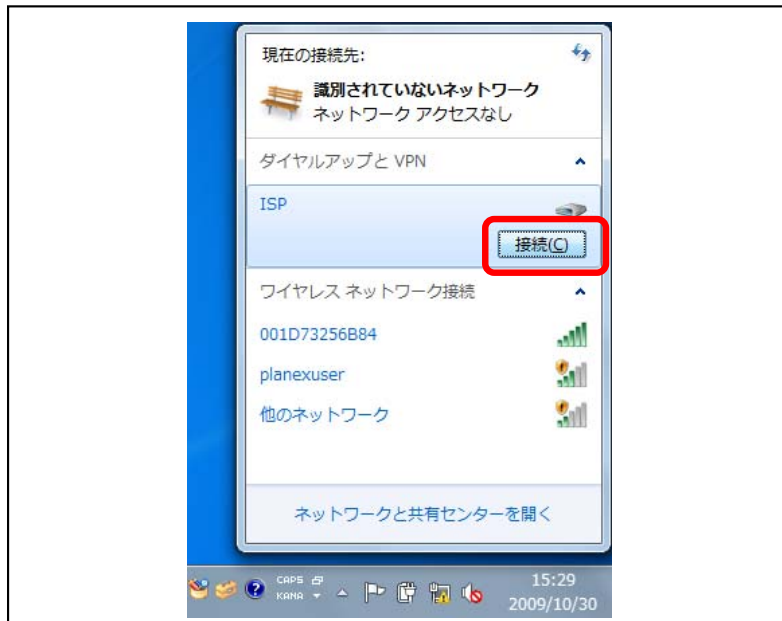 現在の接続先:
識別されていないネットワーク
ネットワーク アクセスなし
ダイヤルアップと VPN
ISP
接続(C)
ワイヤレス ネットワーク接続
001D73256B84
planexuser
他のネットワーク
ネットワークと共有センターを開く
CAPS
KANA
15:29
2009/10/30